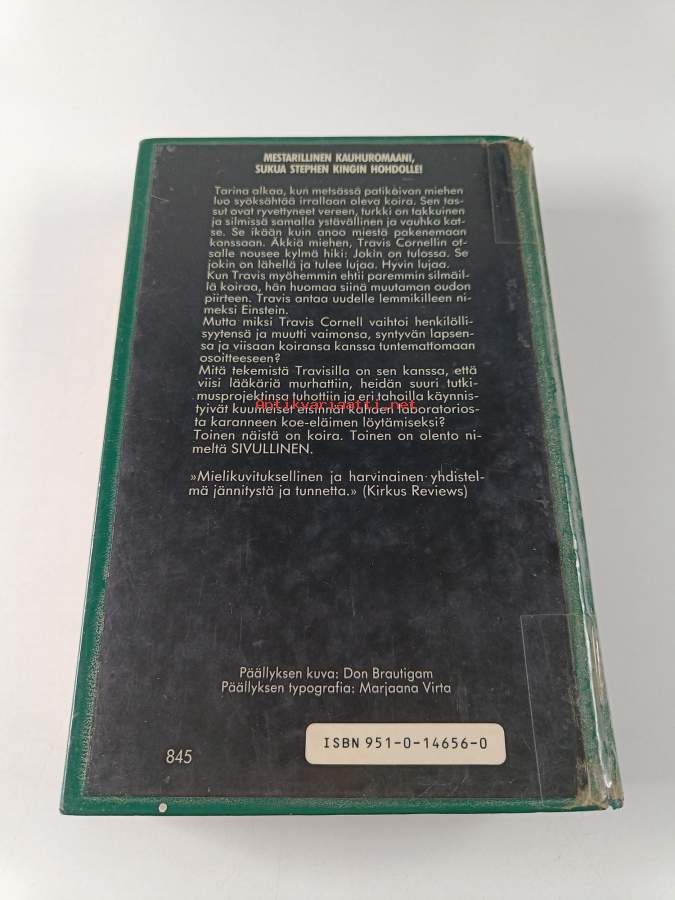 MESTARILLINEN KAUHUROMAANI,
SUKUA STEPHEN KINGIN HOHDOLLE!
Tarina alkaa, kun metsässä patikoivan miehen
luo syöksähtää irrallaan oleva koira. Sen tas-
sut ovat ryvettyneet vereen, turkki on takkuinen
ja silmissä samalla ystävällinen ja vauhko kat-
se. Se ikään kuin anoo miestä pakenemaan
kanssaan. Äkkiä miehen, Travis Cornellin ot-
salle nousee kylmä hiki: Jokin on tulossa. Se
jokin on lähellä ja tulee lujaa. Hyvin lujaa.
Kun Travis myöhemmin ehtii paremmin silmäil-
lä koiraa, hän huomaa siinä muutaman oudon
piirteen. Travis antaa uudelle lemmikilleen ni-
meksi Einstein.
Mutta miksi Travis Cornell vaihtoi henkilölli-
syytensä ja muutti vaimonsa, syntyvän lapsen-
sa ja viisaan koiransa kanssa tuntemattomaan
osoitteeseen?
Mitä tekemistä Travisilla on sen kanssa, että
viisi lääkäriä murhattiin, heidän suuri tutki-
musprojektinsa tuhottiin ja eri tahoilla käynnis-
tyivät kuumeiset etsinnät kahden laboratorios-
ta karanneen koe-eläimen löytämiseksi?
Toinen näistä on koira. Toinen on olento ni-
meltä SIVULLINEN.
»Mielikuvituksellinen ja harvinainen yhdistel-
mä jännitystä ja tunnetta.» (Kirkus Reviews)
Antikvariaatti.net
Päällyksen kuva: Don Brautigam
Päällyksen typografia: Marjaana Virta
ISBN 951-0-14656-0
845